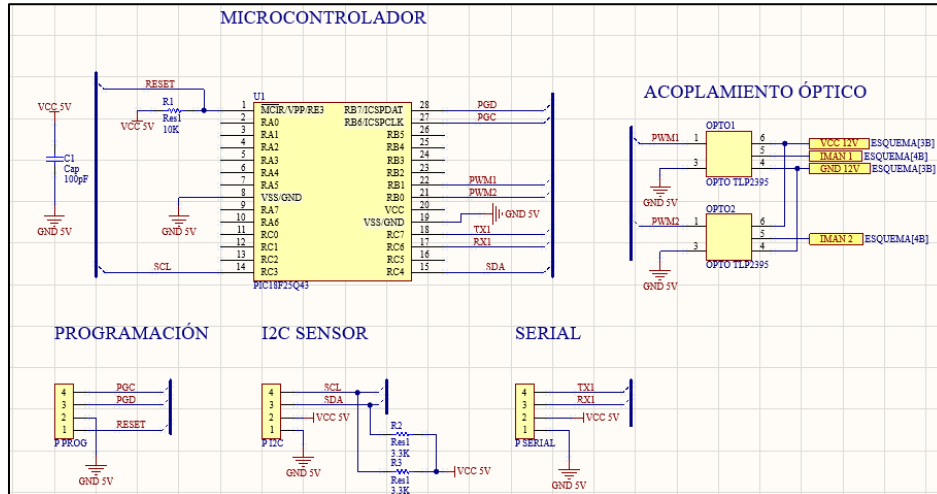 MICROCONTROLADOR
RESET
U1
R1
Res1
10K
VCC 5V
VCC 5V
C1
Cap
100pF
GND 5V
GND 5V
SCL
1 MCIR/VPP/RE3 RB7/ICSPDAT 28 PGD
2 RA0 RB6/ICSPCLK 27 PGC
3 RA1 RB5 26
4 RA2 RB4 25
5 RA3 RB3 24
6 RA4 RB2 23
7 RA5 RB1 22 PWM1
8 VSS/GND RB0 21 PWM2
9 RA7 VCC 20
10 RA6 VSS/GND 19 GND 5V
11 RC0 RC7 18 TX1
12 RC1 RC6 17 RX1
13 RC2 RC5 16
14 RC3 RC4 15 SDA
PIC18F25Q43
ACOPLAMIENTO ÓPTICO
OPTO1
PWM1 1 6 VCC 12V ESQUEMA[3B]
5 IMAN 1 ESQUEMA[4B]
3 4 GND 12V ESQUEMA[3B]
OPTO TLP2395
GND 5V
OPTO2
PWM2 1 6
5 IMAN 2 ESQUEMA[4B]
3 4
OPTO TLP2395
GND 5V
PROGRAMACIÓN
4 PGC
3 PGD
2
1 RESET
P PROG
GND 5V
I2C SENSOR
4 SCL
3 SDA
2 VCC 5V
1
P I2C
GND 5V
R2
Res1
3.3K
R3
Res1
3.3K
VCC 5V
SERIAL
4 TX1
3 RX1
2 VCC 5V
1
P SERIAL
GND 5V